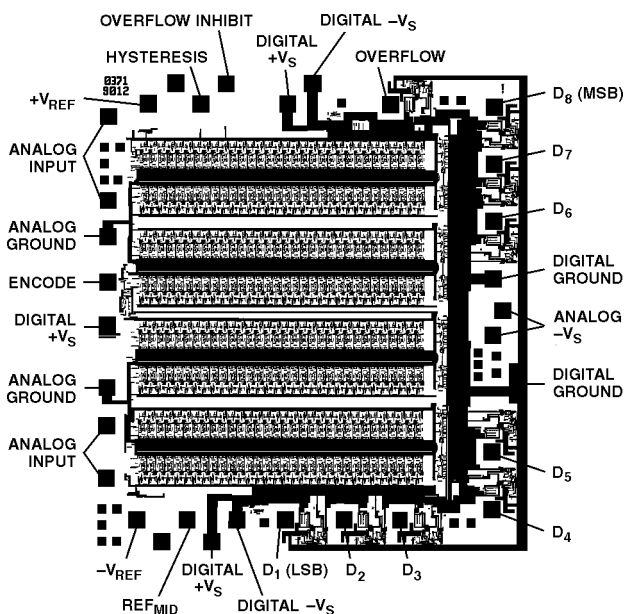 OVERFLOW INHIBIT
DIGITAL –VS
HYSTERESIS
DIGITAL
+VS
OVERFLOW
0371
9012
+VREF
D8 (MSB)
ANALOG
INPUT
D7
D6
ANALOG
GROUND
DIGITAL
GROUND
ENCODE
ANALOG
–VS
DIGITAL
+VS
DIGITAL
GROUND
ANALOG
GROUND
ANALOG
INPUT
D5
D4
–VREF
REFMID
DIGITAL
+VS
DIGITAL –VS
D1 (LSB)
D2
D3